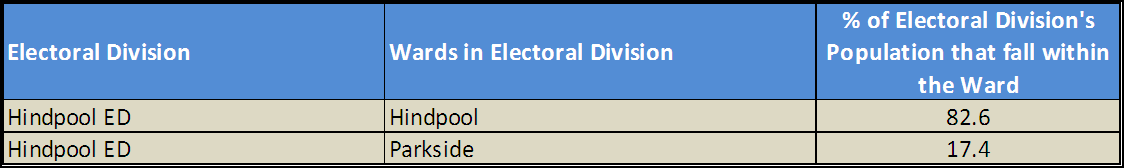 Electoral Division Wards in Electoral Division % of Electoral Division's
Population that fall within
the Ward
Hindpool ED Hindpool 82.6
Hindpool ED Parkside 17.4